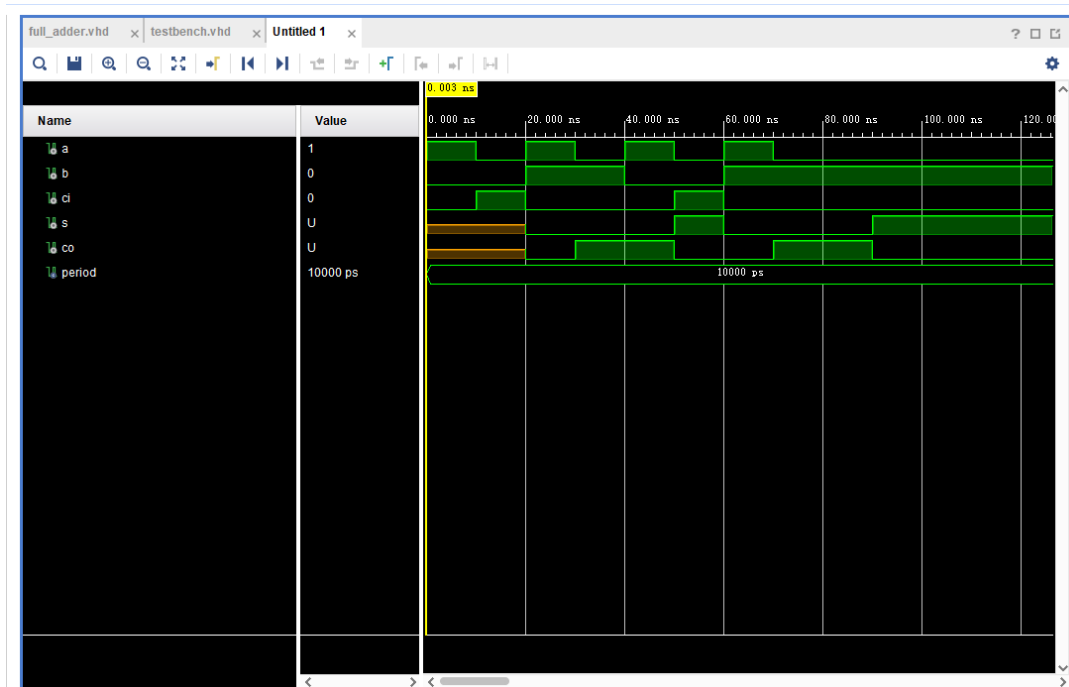 full_adder.vhd × testbench.vhd × Untitled 1 × ?
0.003 ns
Name Value
0.000 ns 20.000 ns 40.000 ns 60.000 ns 80.000 ns 100.000 ns 120.00
a 1
b 0
ci 0
s U
co U
period 10000 ps 10000 ps